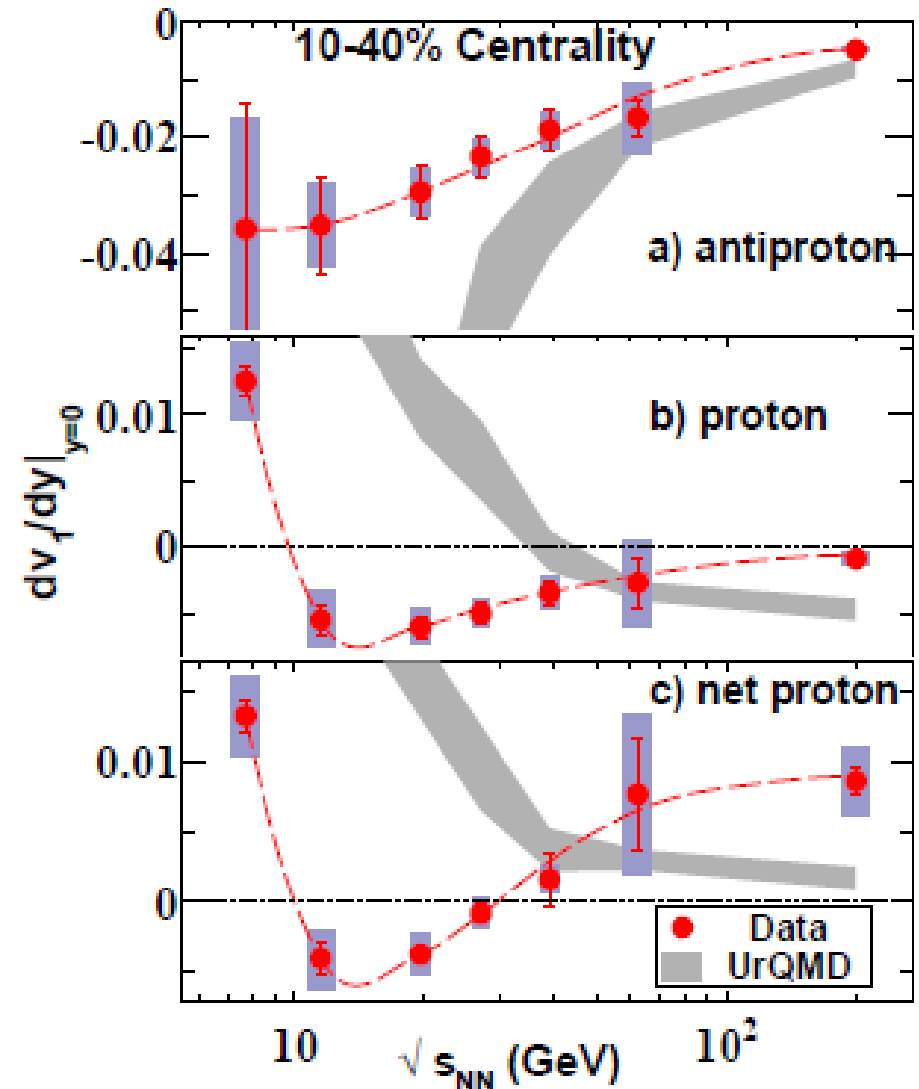 10-40% Centrality
0
-0.02
-0.04
a) antiproton
0.01
0
b) proton
dv₁/dy|y=0
c) net proton
0.01
0
Data
UrQMD
10
10²
√ sNN (GeV)